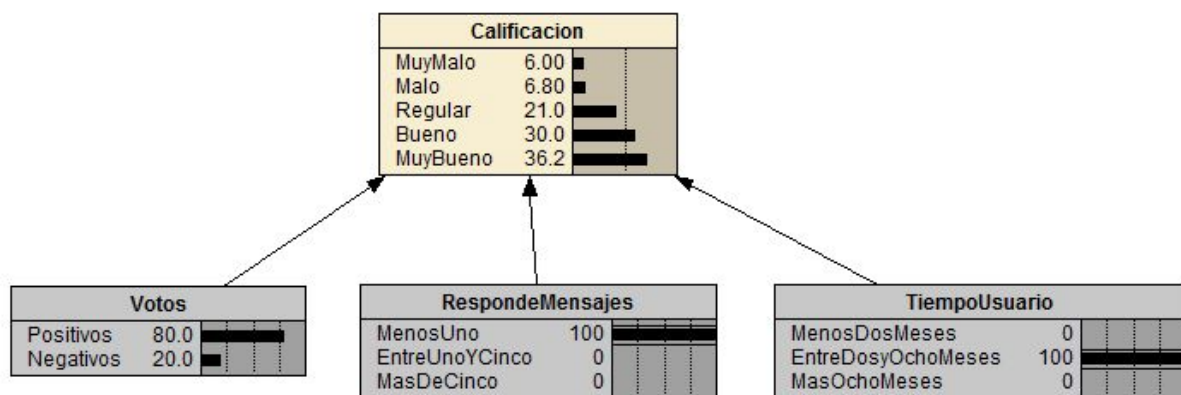 Calificacion
MuyMalo 6.00
Malo 6.80
Regular 21.0
Bueno 30.0
MuyBueno 36.2
Votos
Positivos 80.0
Negativos 20.0
RespondeMensajes
MenosUno 100
EntreUnoYCinco 0
MasDeCinco 0
TiempoUsuario
MenosDosMeses 0
EntreDosyOchoMeses 100
MasOchoMeses 0